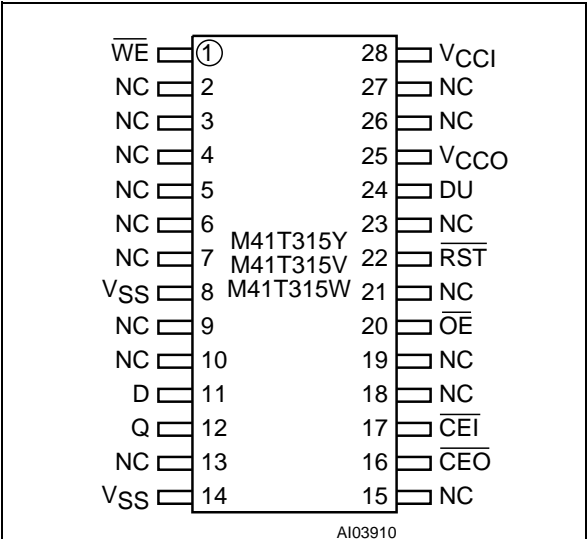 WE 1 28 VCCI
NC 2 27 NC
NC 3 26 NC
NC 4 25 VCCO
NC 5 24 DU
NC 6 23 NC
M41T315Y
NC 7 22 RST
M41T315V
VSS 8 21 NC
M41T315W
NC 9 20 OE
NC 10 19 NC
D 11 18 NC
Q 12 17 CEI
NC 13 16 CEO
VSS 14 15 NC
AI03910